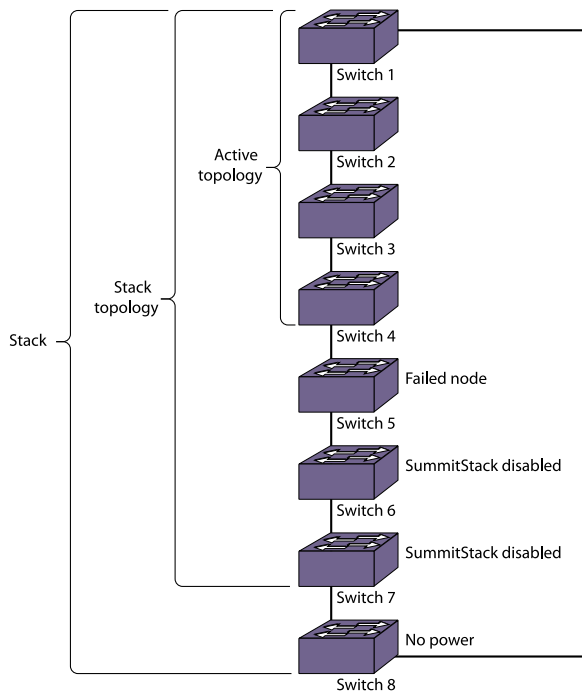 Switch 1
Switch 2
Active
topology
Switch 3
Stack
topology
Switch 4
Stack
Failed node
Switch 5
SummitStack disabled
Switch 6
SummitStack disabled
Switch 7
No power
Switch 8